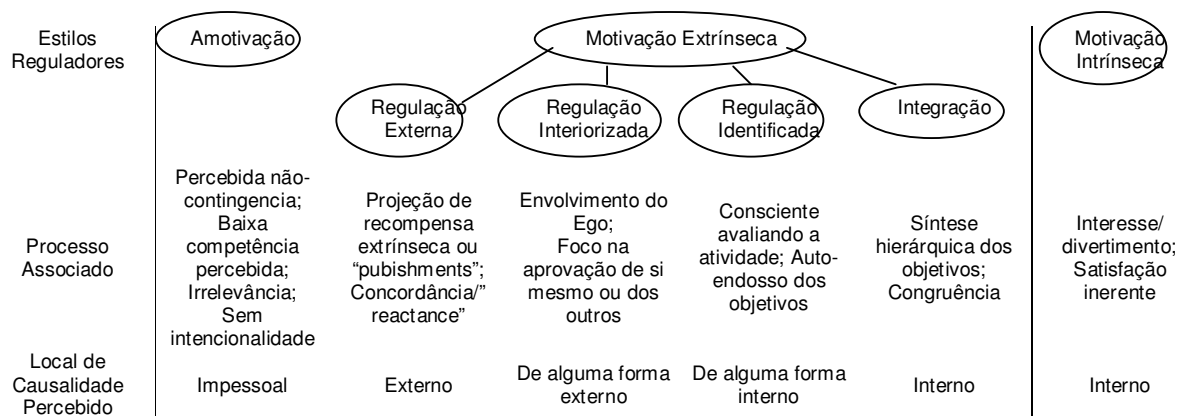 Estilos
Reguladores
Amotivação
Motivação Extrínseca
Motivação
Intrínseca
Regulação
Externa
Regulação
Interiorizada
Regulação
Identificada
Integração
Processo
Associado
Percebida não-
contingencia;
Baixa
competência
percebida;
Irrelevância;
Sem
intencionalidade
Projeção de
recompensa
extrínseca ou
“pubishments”;
Concordância/”
reactance”
Envolvimento do
Ego;
Foco na
aprovação de si
mesmo ou dos
outros
Consciente
avaliando a
atividade; Auto-
endosso dos
objetivos
Síntese
hierárquica dos
objetivos;
Congruência
Interesse/
divertimento;
Satisfação
inerente
Local de
Causalidade
Percebido
Impessoal
Externo
De alguma forma
externo
De alguma forma
interno
Interno
Interno